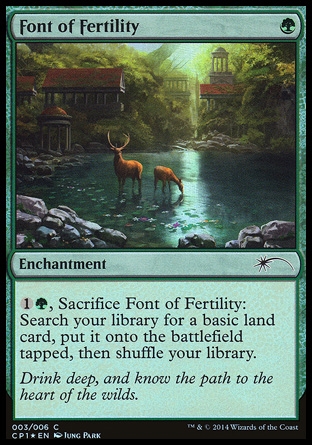 Font of Fertility
Enchantment
1, Sacrifice Font of Fertility:
Search your library for a basic land
card, put it onto the battlefield
tapped, then shuffle your library.
Drink deep, and know the path to the
heart of the wilds.
003/006 C
CP1★EN Jung Park
™ & © 2014 Wizards of the Coast